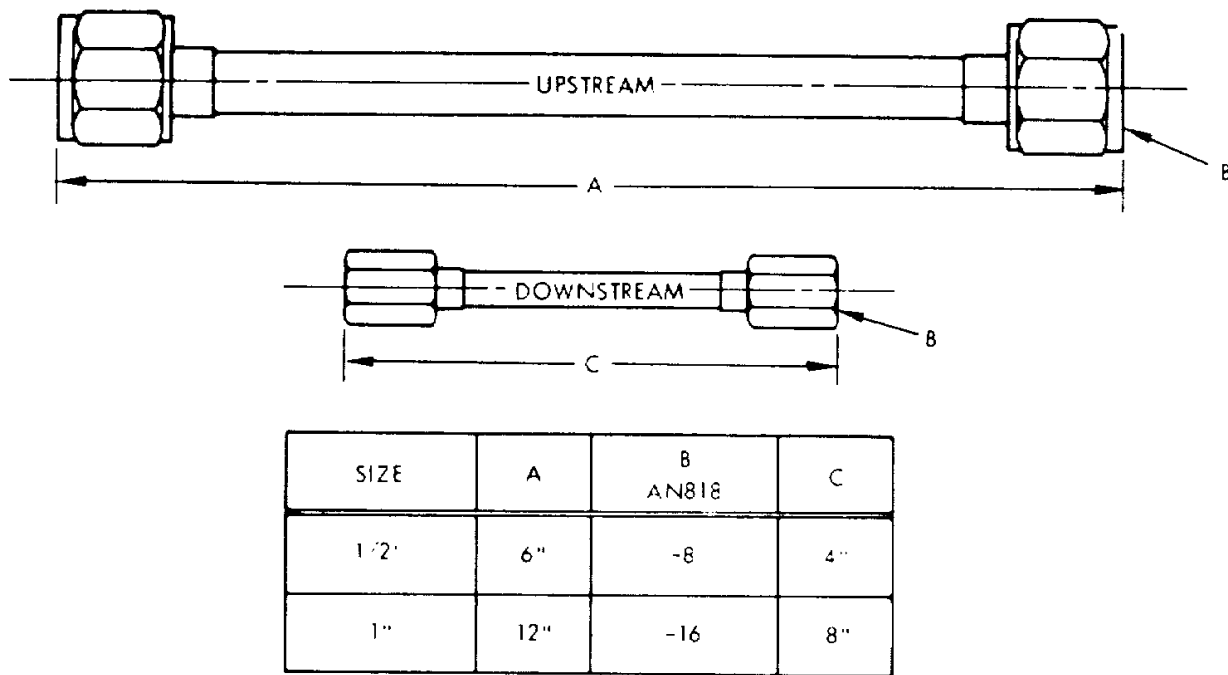 UPSTREAM
B
A
DOWNSTREAM
B
C
SIZE A B AN818 C
1/2" 6" -8 4"
1" 12" -16 8"